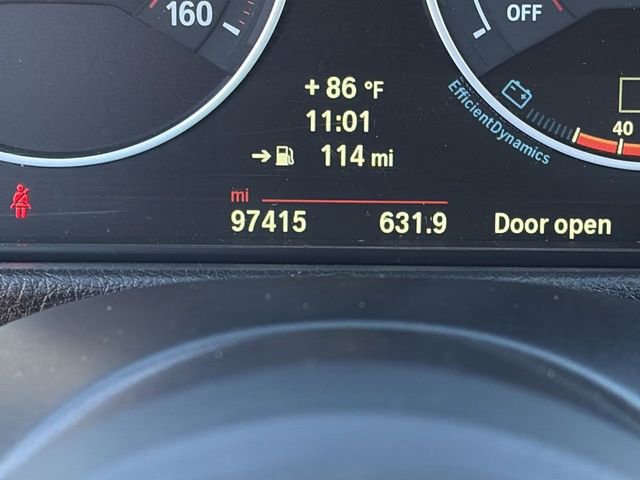 160
OFF
+ 86 °F
11:01
114 mi
EfficientDynamics
40
mi
97415 631.9 Door open